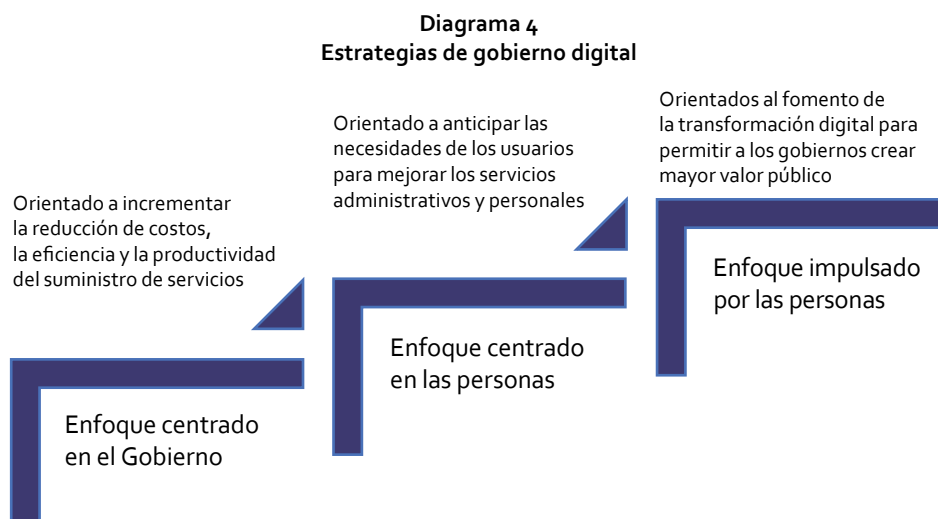 Diagrama 4
Estrategias de gobierno digital
Orientado a incrementar
la reducción de costos,
la eficiencia y la productividad
del suministro de servicios
Enfoque centrado
en el Gobierno
Orientado a anticipar las
necesidades de los usuarios
para mejorar los servicios
administrativos y personales
Enfoque centrado
en las personas
Orientados al fomento de
la transformación digital para
permitir a los gobiernos crear
mayor valor público
Enfoque impulsado
por las personas